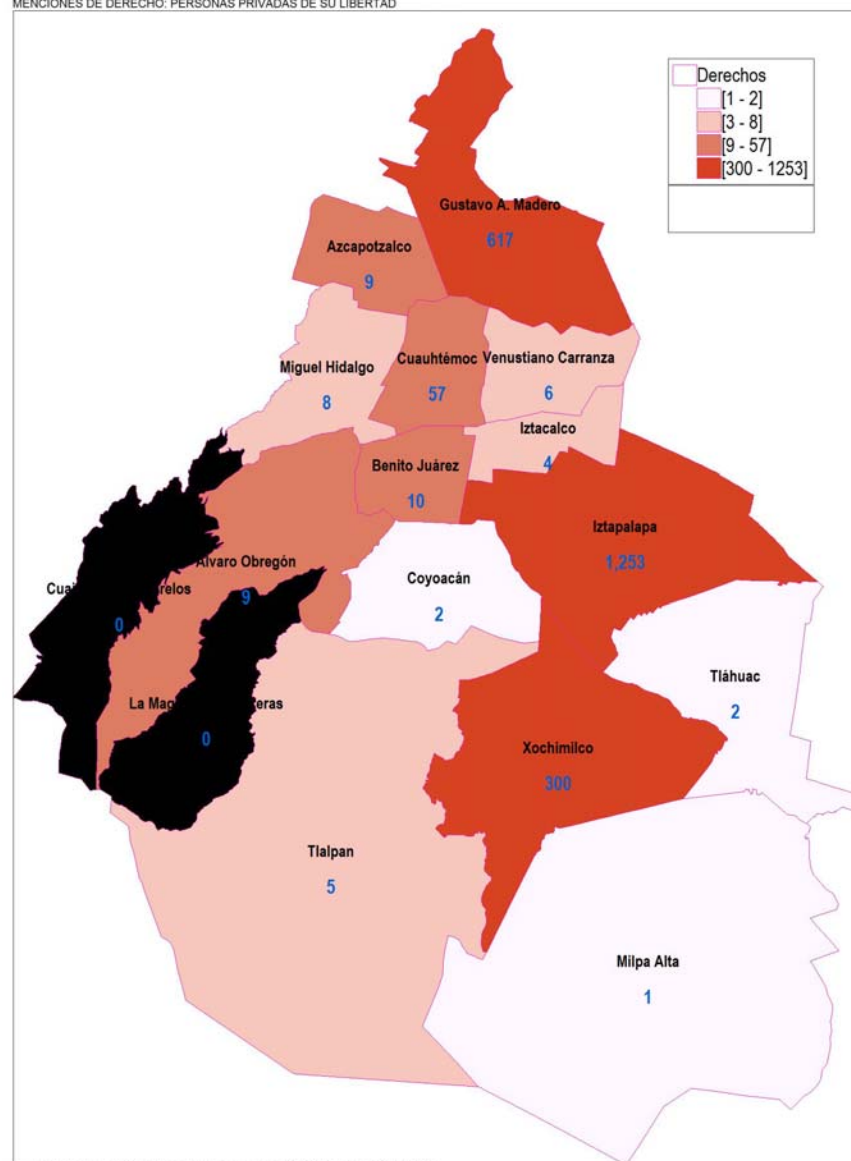 MENCIONES DE DERECHO: PERSONAS PRIVADAS DE SU LIBERTAD
Derechos
[1 - 2]
[3 - 8]
[9 - 57]
[300 - 1253]
Gustavo A. Madero
617
Azcapotzalco
9
Miguel Hidalgo
8
Cuauhtémoc
57
Venustiano Carranza
6
Iztacalco
4
Benito Juárez
10
Iztapalapa
1,253
Alvaro Obregón
9
Coyoacán
2
0
Tláhuac
2
La
0
Xochimilco
300
Tlalpan
5
Milpa Alta
1